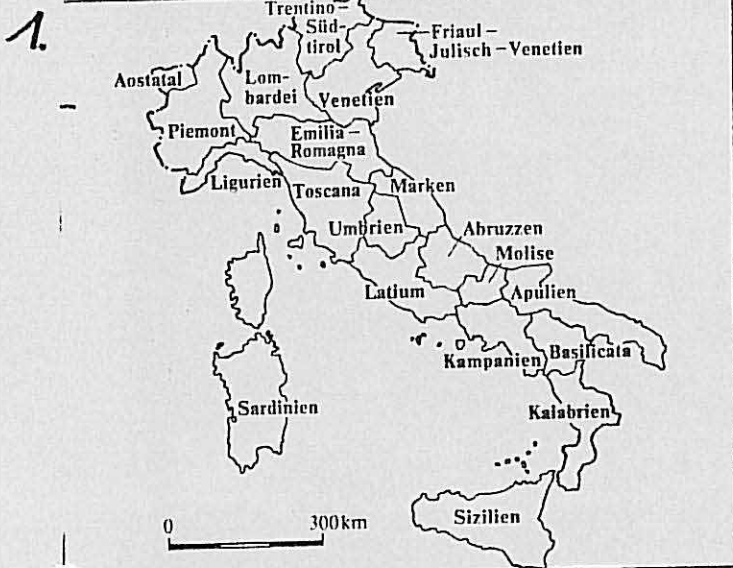 1.
Trentino –
Süd-
tirol
Friaul –
Julisch – Venetien
Aostatal
Lom-
bardei
Venetien
Piemont
Emilia –
Romagna
Ligurien
Toscana
Marken
Umbrien
Abruzzen
Molise
Latium
Apulien
Kampanien
Basilicata
Sardinien
Kalabrien
Sizilien
0
300km